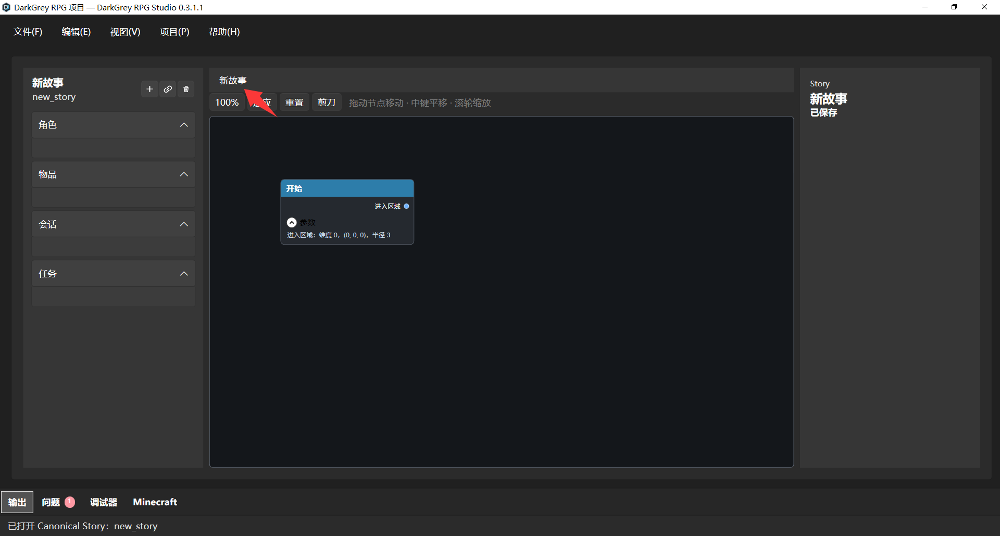 DarkGrey RPG 项目 — DarkGrey RPG Studio 0.3.1.1
文件(F) 编辑(E) 视图(V) 项目(P) 帮助(H)
新故事
new_story
角色
物品
会话
任务
新故事
100% 应 重置 剪刀 拖动节点移动 · 中键平移 · 滚轮缩放
开始
进入区域
参数
进入区域：维度 0，(0, 0, 0)，半径 3
Story
新故事
已保存
输出 问题 1 调试器 Minecraft
已打开 Canonical Story：new_story